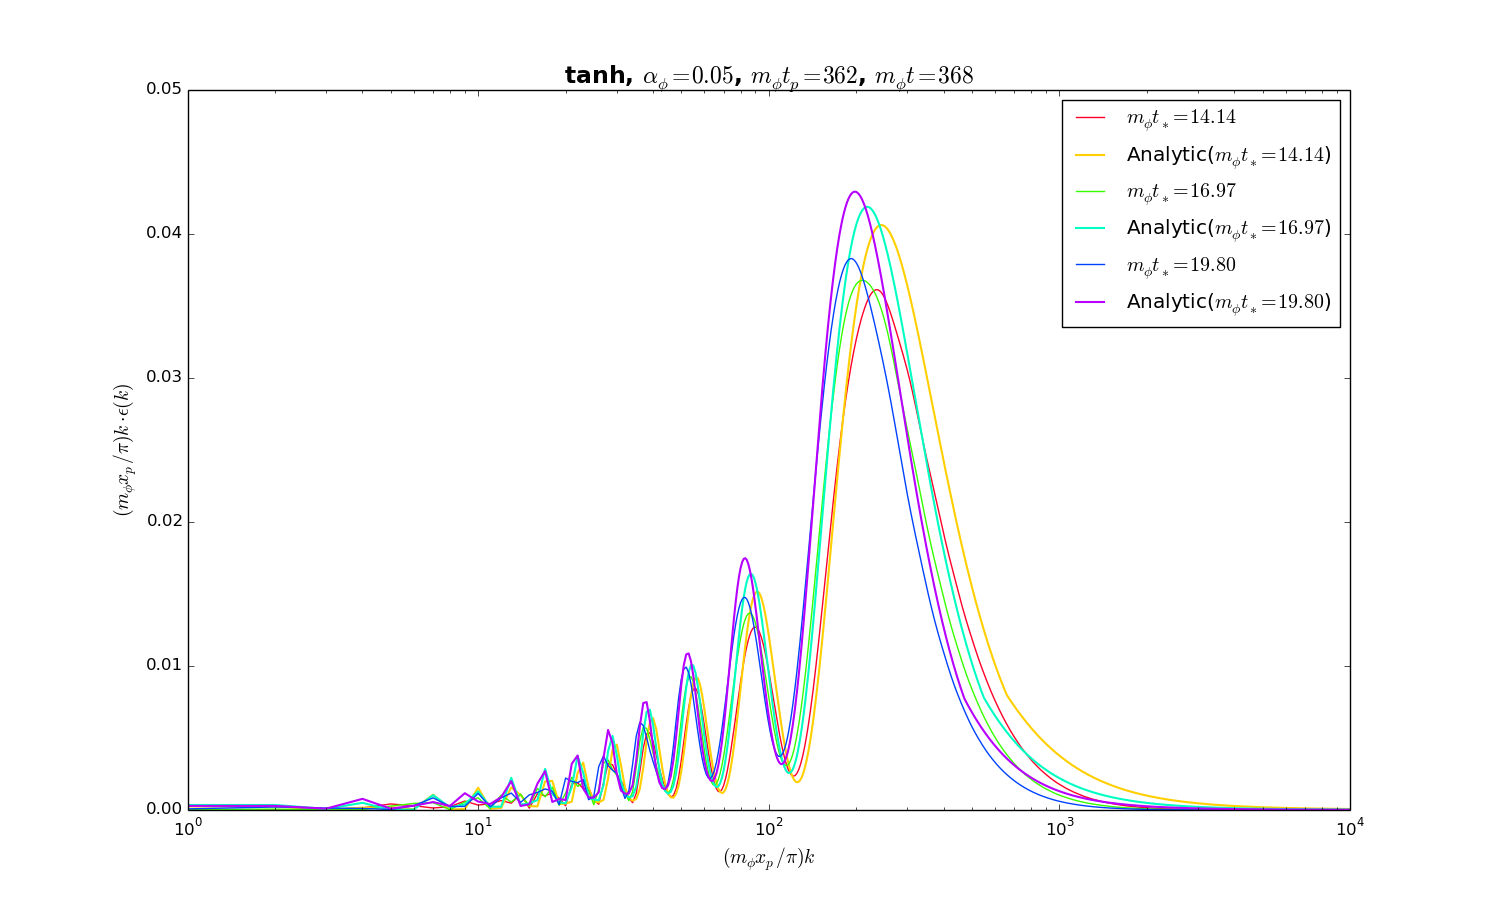 tanh, α_ϕ=0.05, m_ϕt_p=362, m_ϕt=368
0.05
0.04
0.03
0.02
0.01
0.00
(m_ϕx_p/π)k·ϵ(k)
m_ϕt_*=14.14
Analytic(m_ϕt_*=14.14)
m_ϕt_*=16.97
Analytic(m_ϕt_*=16.97)
m_ϕt_*=19.80
Analytic(m_ϕt_*=19.80)
10^0 10^1 10^2 10^3 10^4
(m_ϕx_p/π)k